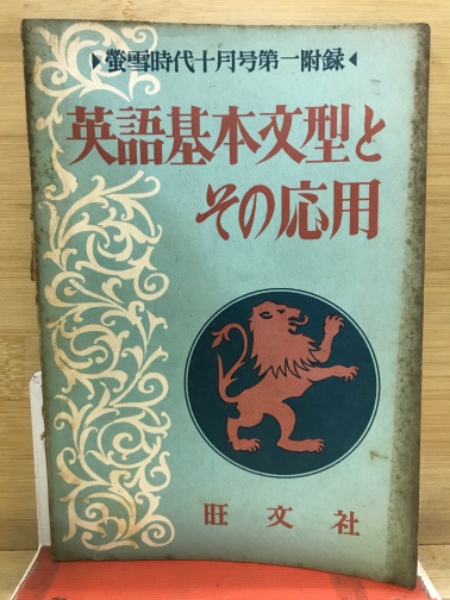 ▶螢雪時代十月号第一附録◀
英語基本文型と
その応用
旺文社